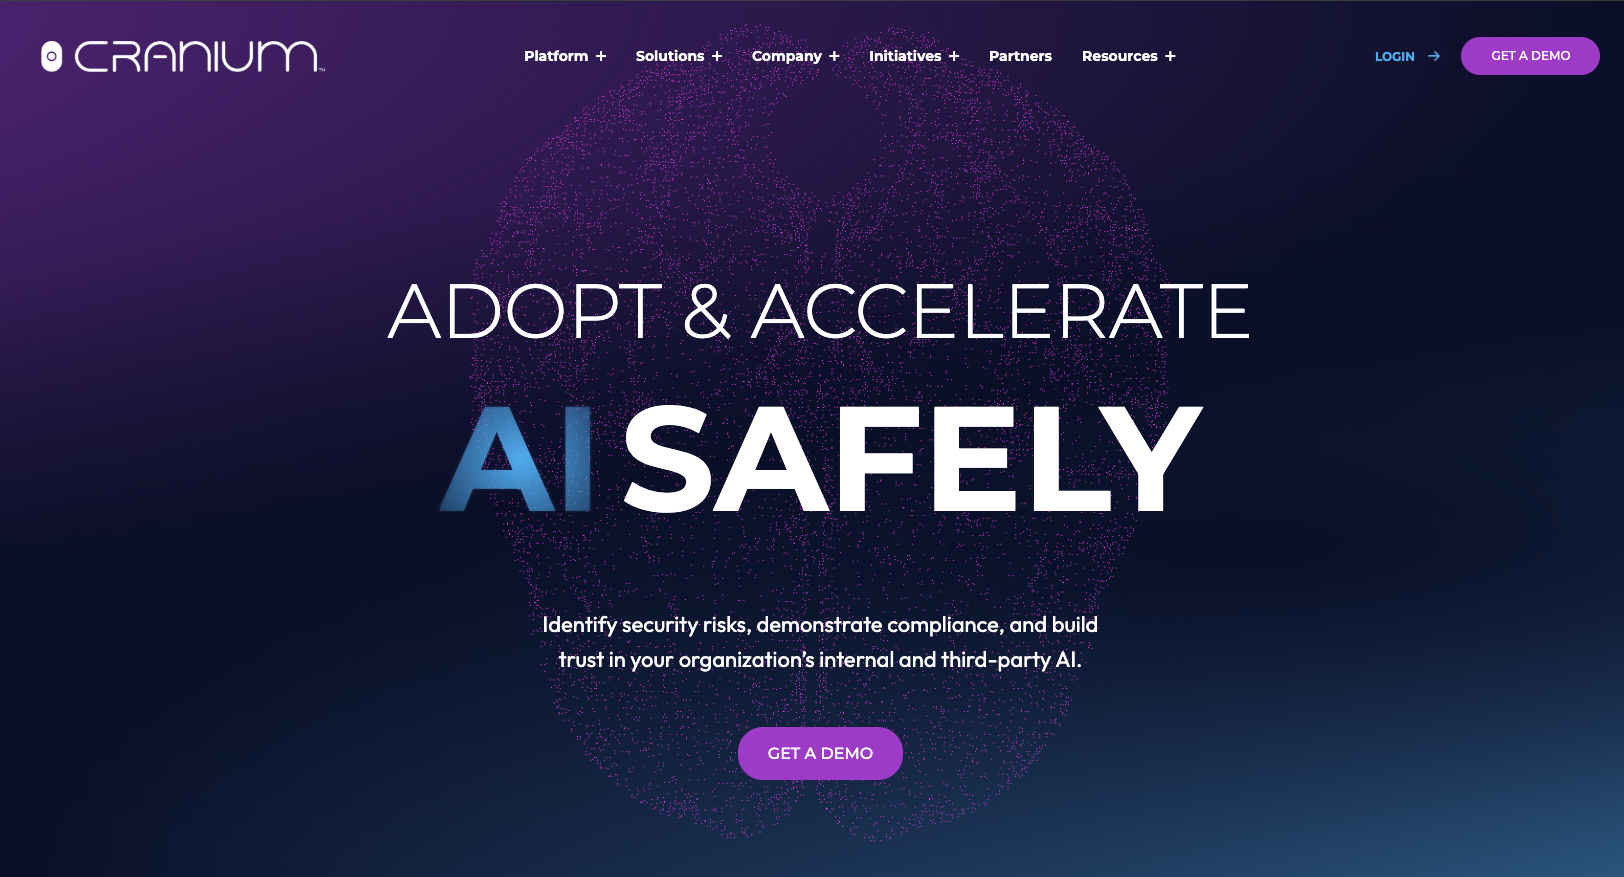 CRANIUM™
Platform +
Solutions +
Company +
Initiatives +
Partners
Resources +
LOGIN →
GET A DEMO
ADOPT & ACCELERATE
AI SAFELY
Identify security risks, demonstrate compliance, and build
trust in your organization’s internal and third-party AI.
GET A DEMO